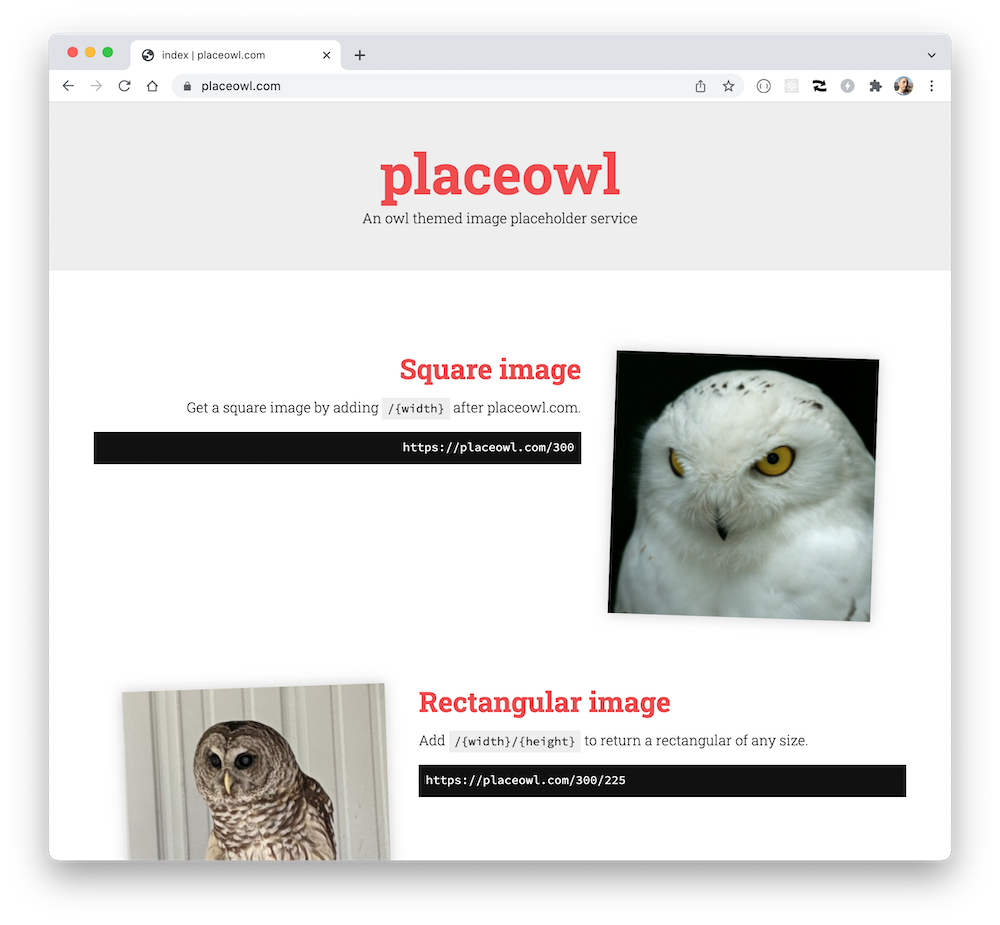 index | placeowl.com
placeowl.com
placeowl
An owl themed image placeholder service
Square image
Get a square image by adding /{width} after placeowl.com.
https://placeowl.com/300
Rectangular image
Add /{width}/{height} to return a rectangular of any size.
https://placeowl.com/300/225